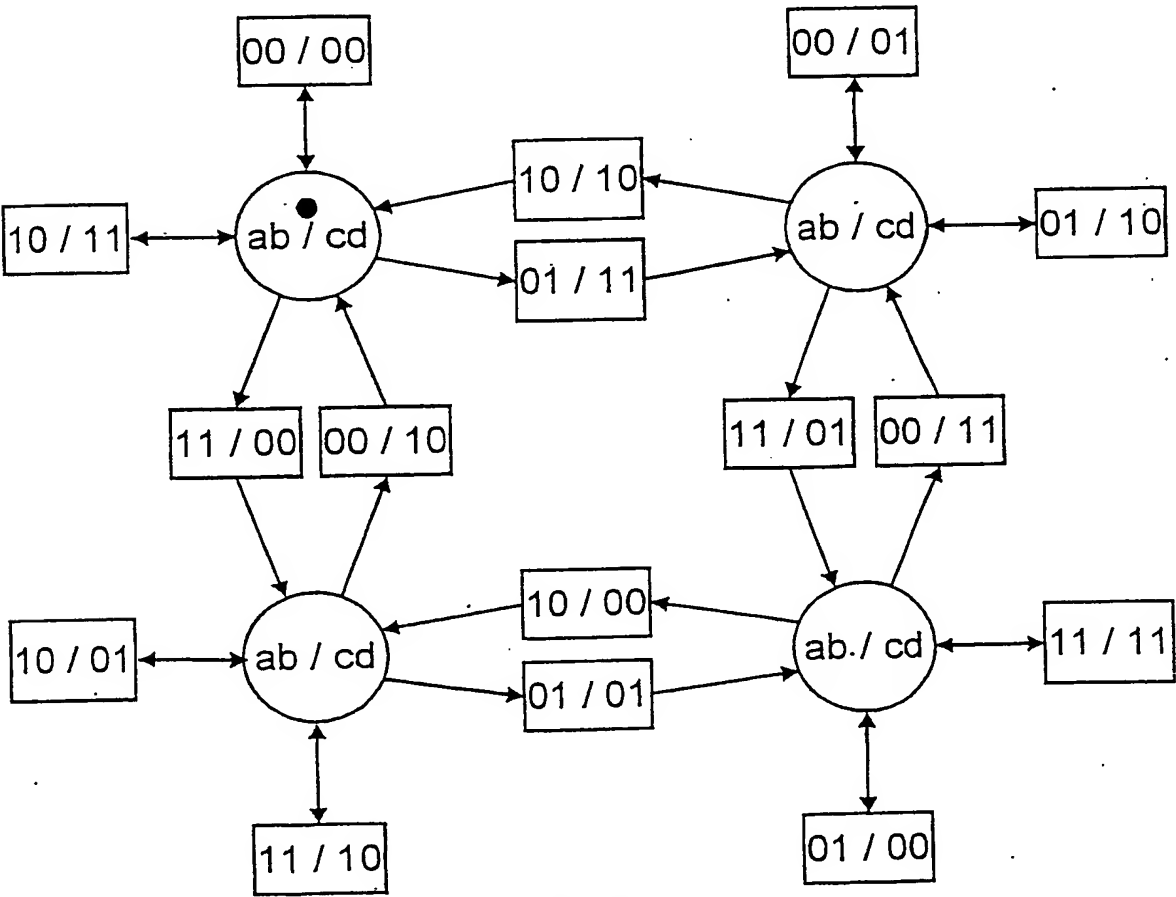 00 / 00
00 / 01
10 / 10
10 / 11
ab / cd
ab / cd
01 / 10
01 / 11
11 / 00
00 / 10
11 / 01
00 / 11
10 / 00
10 / 01
ab / cd
ab. / cd
11 / 11
01 / 01
11 / 10
01 / 00